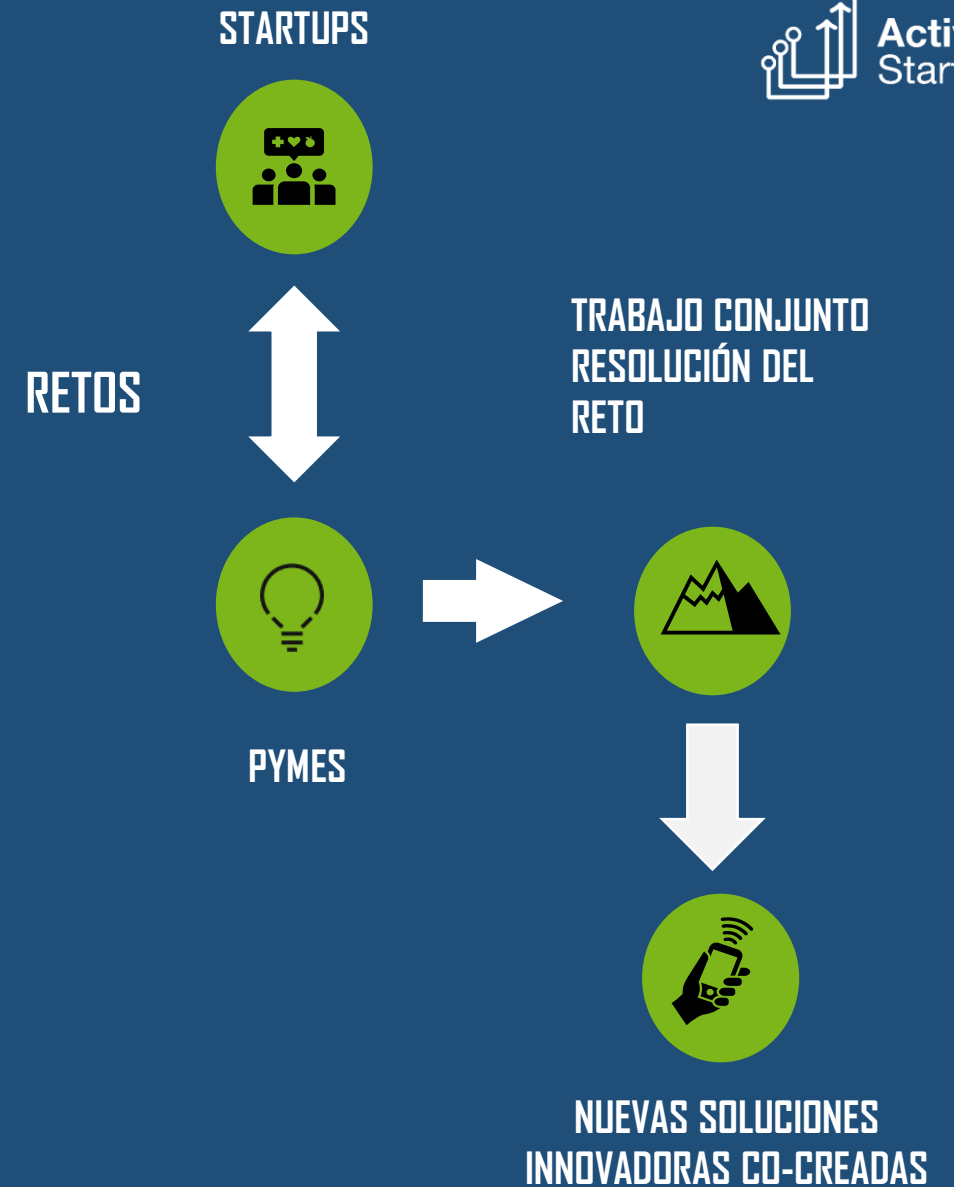 STARTUPS
RETOS
TRABAJO CONJUNTO
RESOLUCIÓN DEL
RETO
PYMES
NUEVAS SOLUCIONES
INNOVADORAS CO-CREADAS